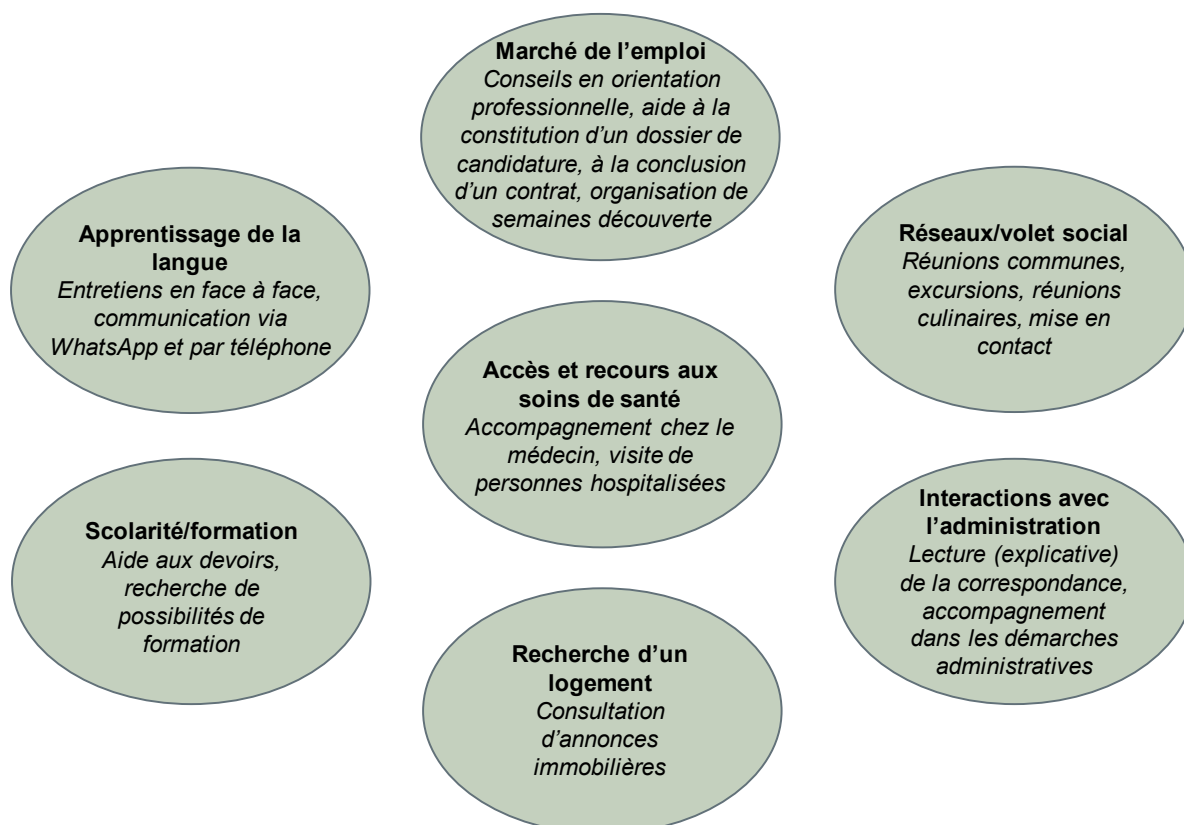 Marché de l’emploi
Conseils en orientation
professionnelle, aide à la
constitution d’un dossier de
candidature, à la conclusion
d’un contrat, organisation de
semaines découverte
Apprentissage de la
langue
Entretiens en face à face,
communication via
WhatsApp et par téléphone
Réseaux/volet social
Réunions communes,
excursions, réunions
culinaires, mise en
contact
Accès et recours aux
soins de santé
Accompagnement chez le
médecin, visite de
personnes hospitalisées
Scolarité/formation
Aide aux devoirs,
recherche de
possibilités de
formation
Interactions avec
l’administration
Lecture (explicative)
de la correspondance,
accompagnement
dans les démarches
administratives
Recherche d’un
logement
Consultation
d’annonces
immobilières